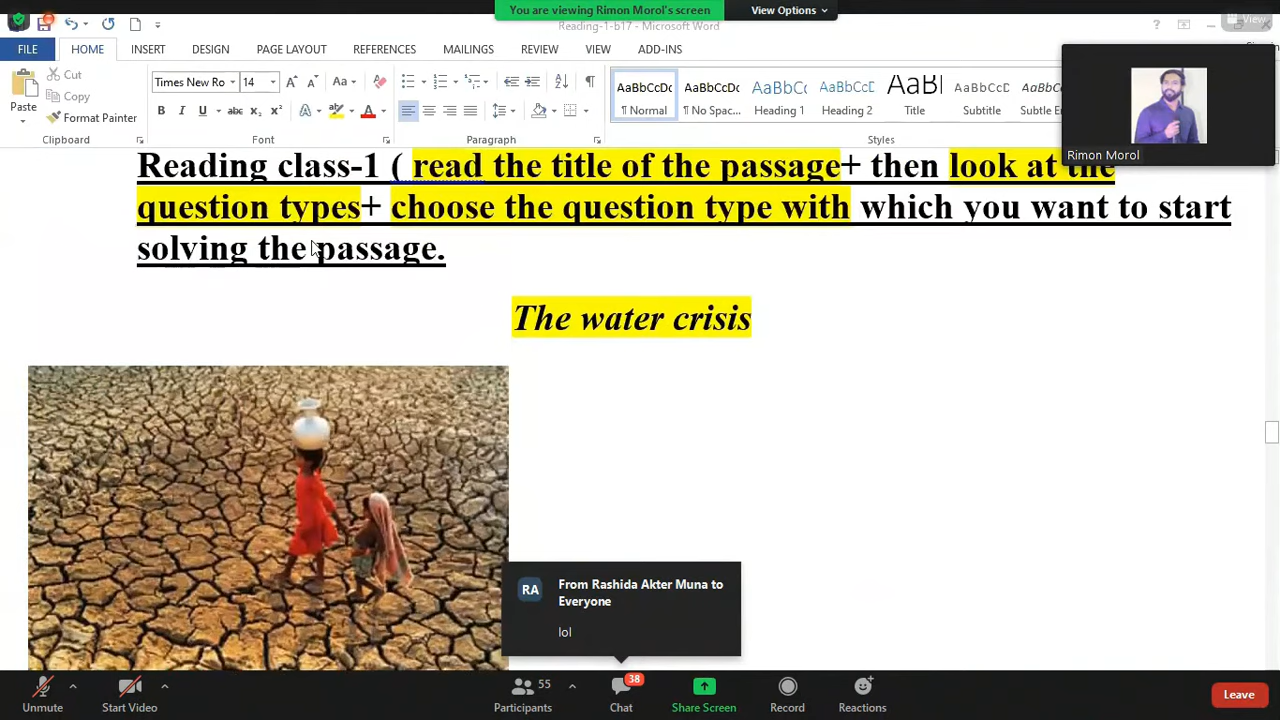 You are viewing Rimon Morol's screen
View Options
View
Reading-1-b17 - Microsoft Word
FILE HOME INSERT DESIGN PAGE LAYOUT REFERENCES MAILINGS REVIEW VIEW ADD-INS
Paste
Cut
Copy
Format Painter
Times New Ro 14
Clipboard Font Paragraph Styles
AaBbCcDc AaBbCcDc AaBbCc AaBbCcC AaBl AaBbCcC AaBbCcDc
¶ Normal ¶ No Spac... Heading 1 Heading 2 Title Subtitle Subtle E
Rimon Morol
Reading class-1 ( read the title of the passage+ then look at the
question types+ choose the question type with which you want to start
solving the passage.
The water crisis
RA
From Rashida Akter Muna to
Everyone
lol
Unmute
Start Video
55
Participants
38
Chat
Share Screen
Record
Reactions
Leave